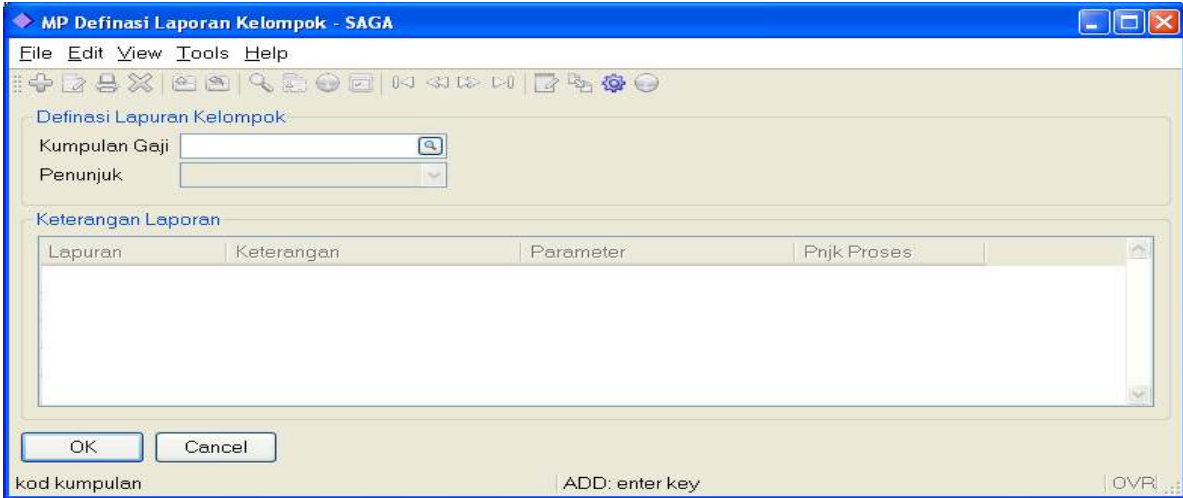 MP Definasi Laporan Kelompok - SAGA
File Edit View Tools Help
Definasi Lapuran Kelompok
Kumpulan Gaji
Penunjuk
Keterangan Laporan
Lapuran Keterangan Parameter Pnjk Proses
OK Cancel
kod kumpulan ADD: enter key OVR